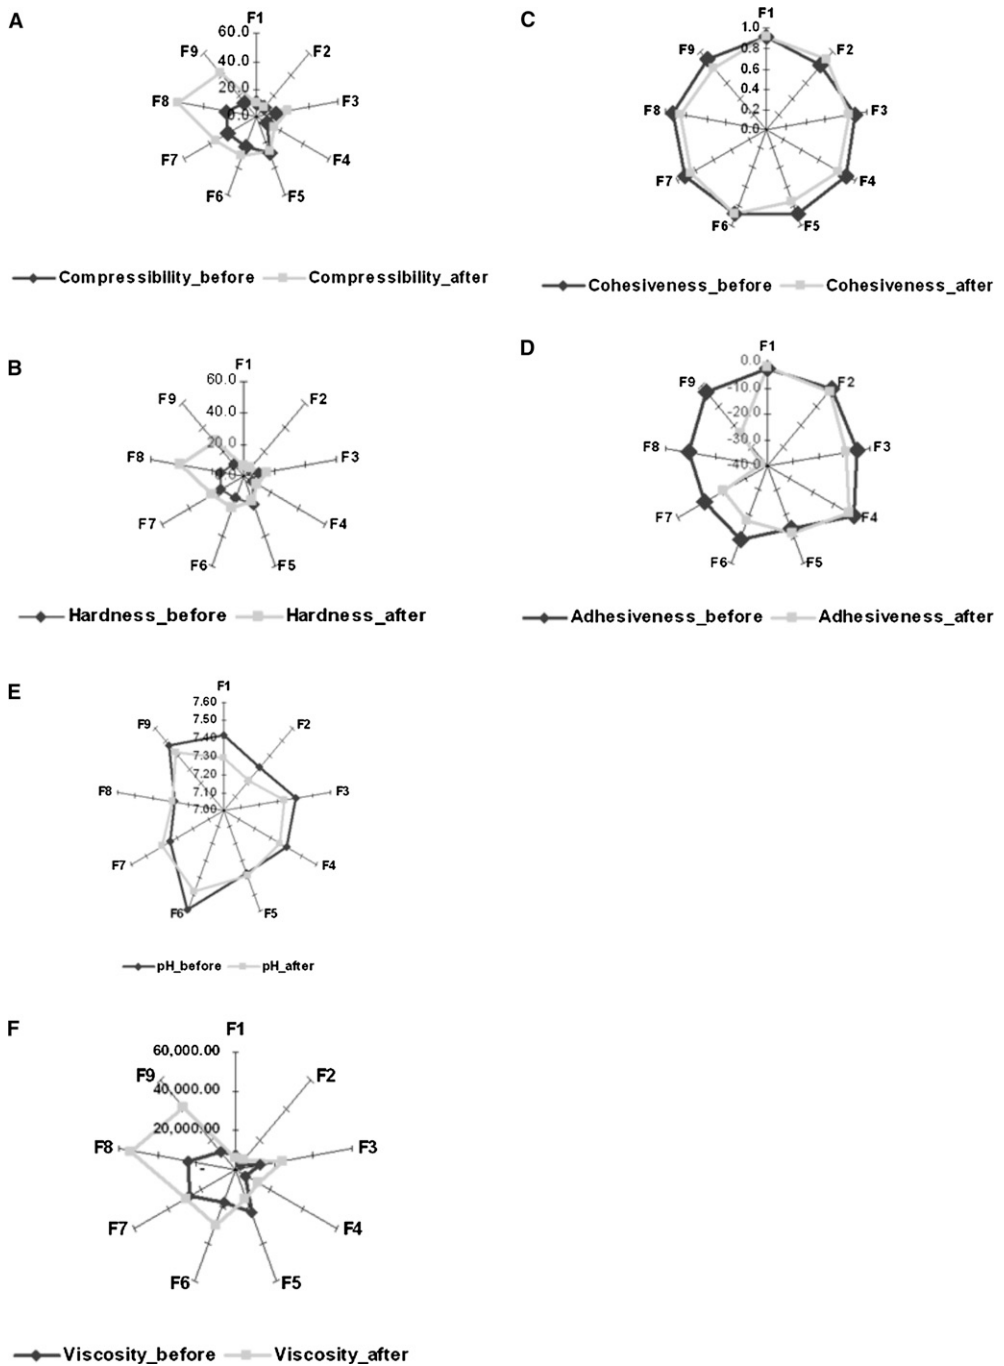 A
F1
60.0
40.0
20.0
0.0
F2
F3
F4
F5
F6
F7
F8
F9
Compressibility_before Compressibility_after
C
F1
1.0
0.8
0.6
0.4
0.2
0.0
F2
F3
F4
F5
F6
F7
F8
F9
Cohesiveness_before Cohesiveness_after
B
F1
60.0
40.0
20.0
0.0
F2
F3
F4
F5
F6
F7
F8
F9
Hardness_before Hardness_after
D
F1
0.0
-10.0
-20.0
-30.0
-40.0
F2
F3
F4
F5
F6
F7
F8
F9
Adhesiveness_before Adhesiveness_after
E
F1
7.60
7.50
7.40
7.30
7.20
7.10
7.00
F2
F3
F4
F5
F6
F7
F8
F9
pH_before pH_after
F
F1
60,000.00
40,000.00
20,000.00
-
F2
F3
F4
F5
F6
F7
F8
F9
Viscosity_before Viscosity_after